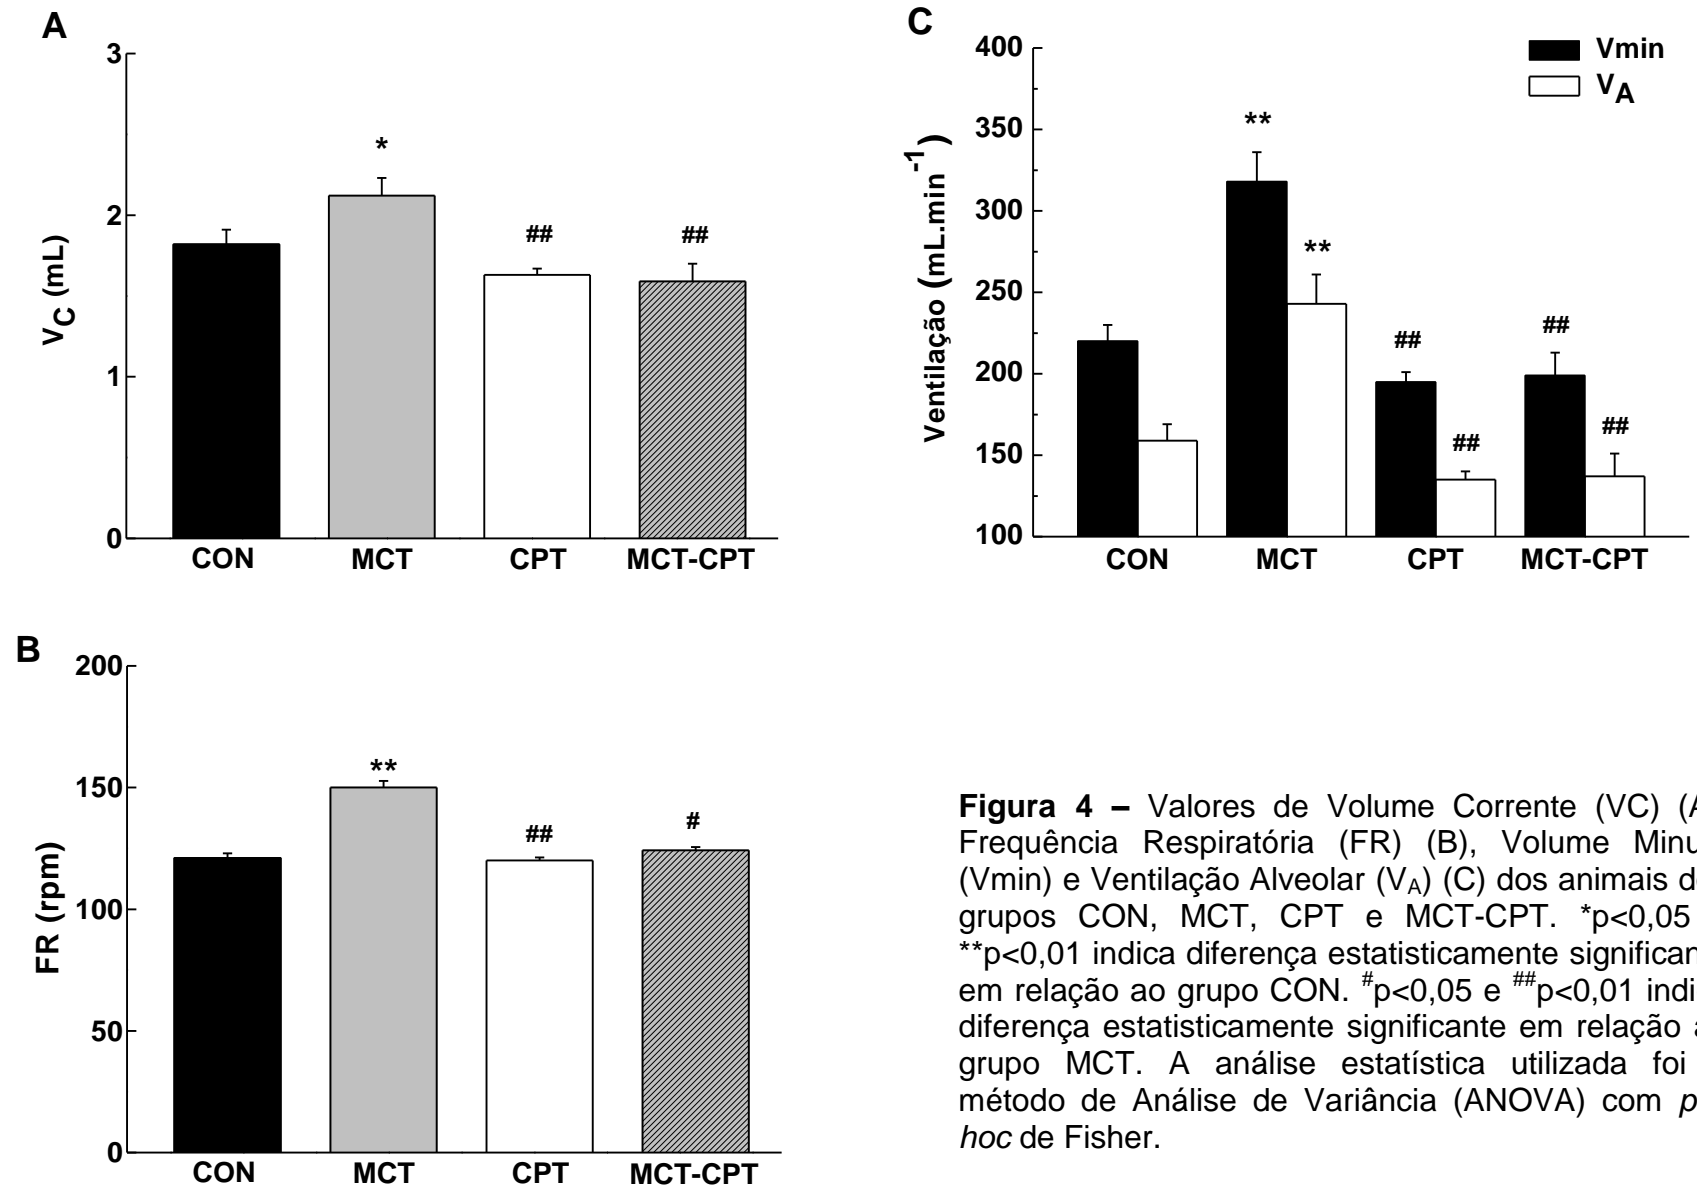 A
3
2
1
0
V_C (mL)
*
##
##
CON MCT CPT MCT-CPT
B
200
150
100
50
0
FR (rpm)
**
##
#
CON MCT CPT MCT-CPT
C
400
350
300
250
200
150
100
Ventilação (mL.min⁻¹)
Vmin
V_A
**
**
##
##
##
##
CON MCT CPT MCT-CPT
Figura 4 – Valores de Volume Corrente (VC) (A
Frequência Respiratória (FR) (B), Volume Minu
(Vmin) e Ventilação Alveolar (V_A) (C) dos animais d
grupos CON, MCT, CPT e MCT-CPT. *p<0,05
**p<0,01 indica diferença estatisticamente significan
em relação ao grupo CON. #p<0,05 e ##p<0,01 indi
diferença estatisticamente significante em relação a
grupo MCT. A análise estatística utilizada foi
método de Análise de Variância (ANOVA) com p
hoc de Fisher.